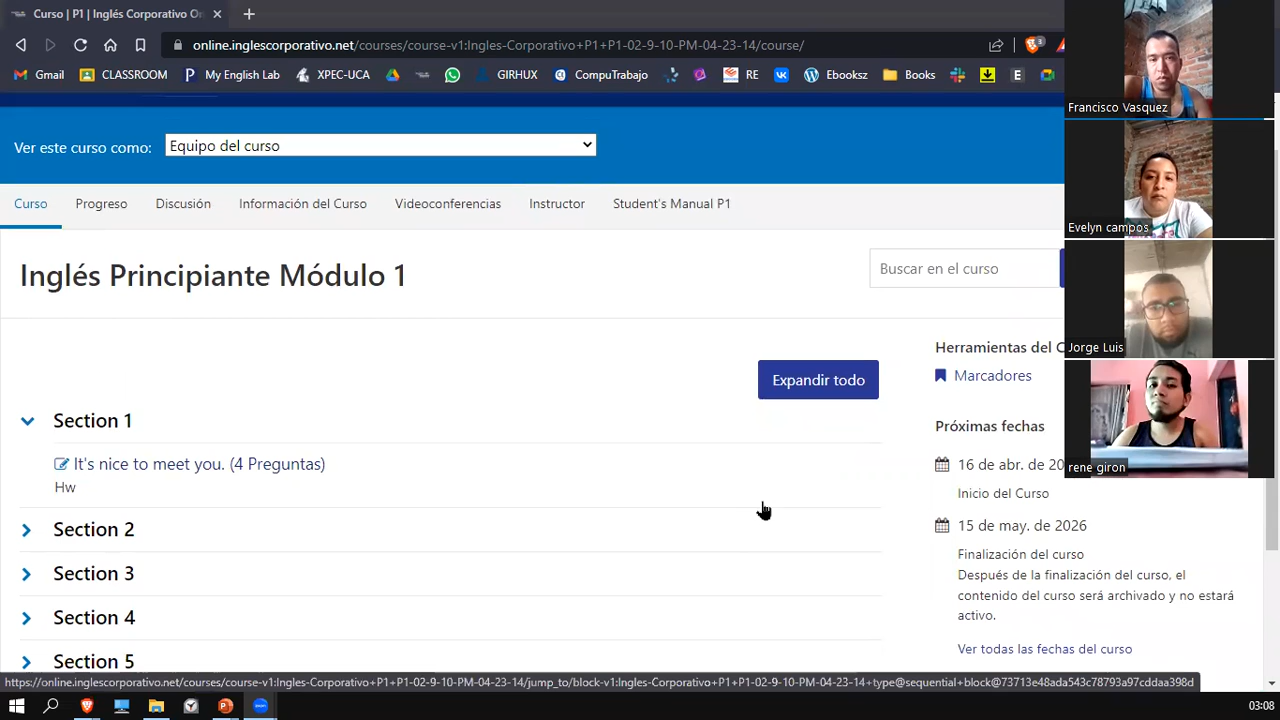 Curso | P1 | Inglés Corporativo On
online.inglescorporativo.net/courses/course-v1:Ingles-Corporativo+P1+P1-02-9-10-PM-04-23-14/course/
3
Gmail CLASSROOM My English Lab XPEC-UCA GIRHUX CompuTrabajo RE Ebooksz Books
Ver este curso como: Equipo del curso
Curso Progreso Discusión Información del Curso Videoconferencias Instructor Student's Manual P1
Inglés Principiante Módulo 1
Buscar en el curso
Expandir todo
Section 1
It's nice to meet you. (4 Preguntas)
Hw
Section 2
Section 3
Section 4
Section 5
Herramientas del C
Marcadores
Próximas fechas
16 de abr. de 20
Inicio del Curso
15 de may. de 2026
Finalización del curso
Después de la finalización del curso, el
contenido del curso será archivado y no estará
activo.
Ver todas las fechas del curso
Francisco Vasquez
Evelyn campos
Jorge Luis
rene giron
https://online.inglescorporativo.net/courses/course-v1:Ingles-Corporativo+P1+P1-02-9-10-PM-04-23-14/jump_to/block-v1:Ingles-Corporativo+P1+P1-02-9-10-PM-04-23-14+type@sequential+block@73713e48ada543c78793a97cddaa398d
03:08